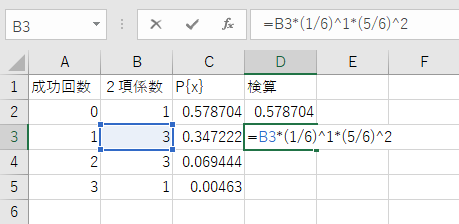 B3 =B3*(1/6)^1*(5/6)^2
A B C D E F
1 成功回数 ２項係数 P{x} 検算
2 0 1 0.578704 0.578704
3 1 3 0.347222 =B3*(1/6)^1*(5/6)^2
4 2 3 0.069444
5 3 1 0.00463
6